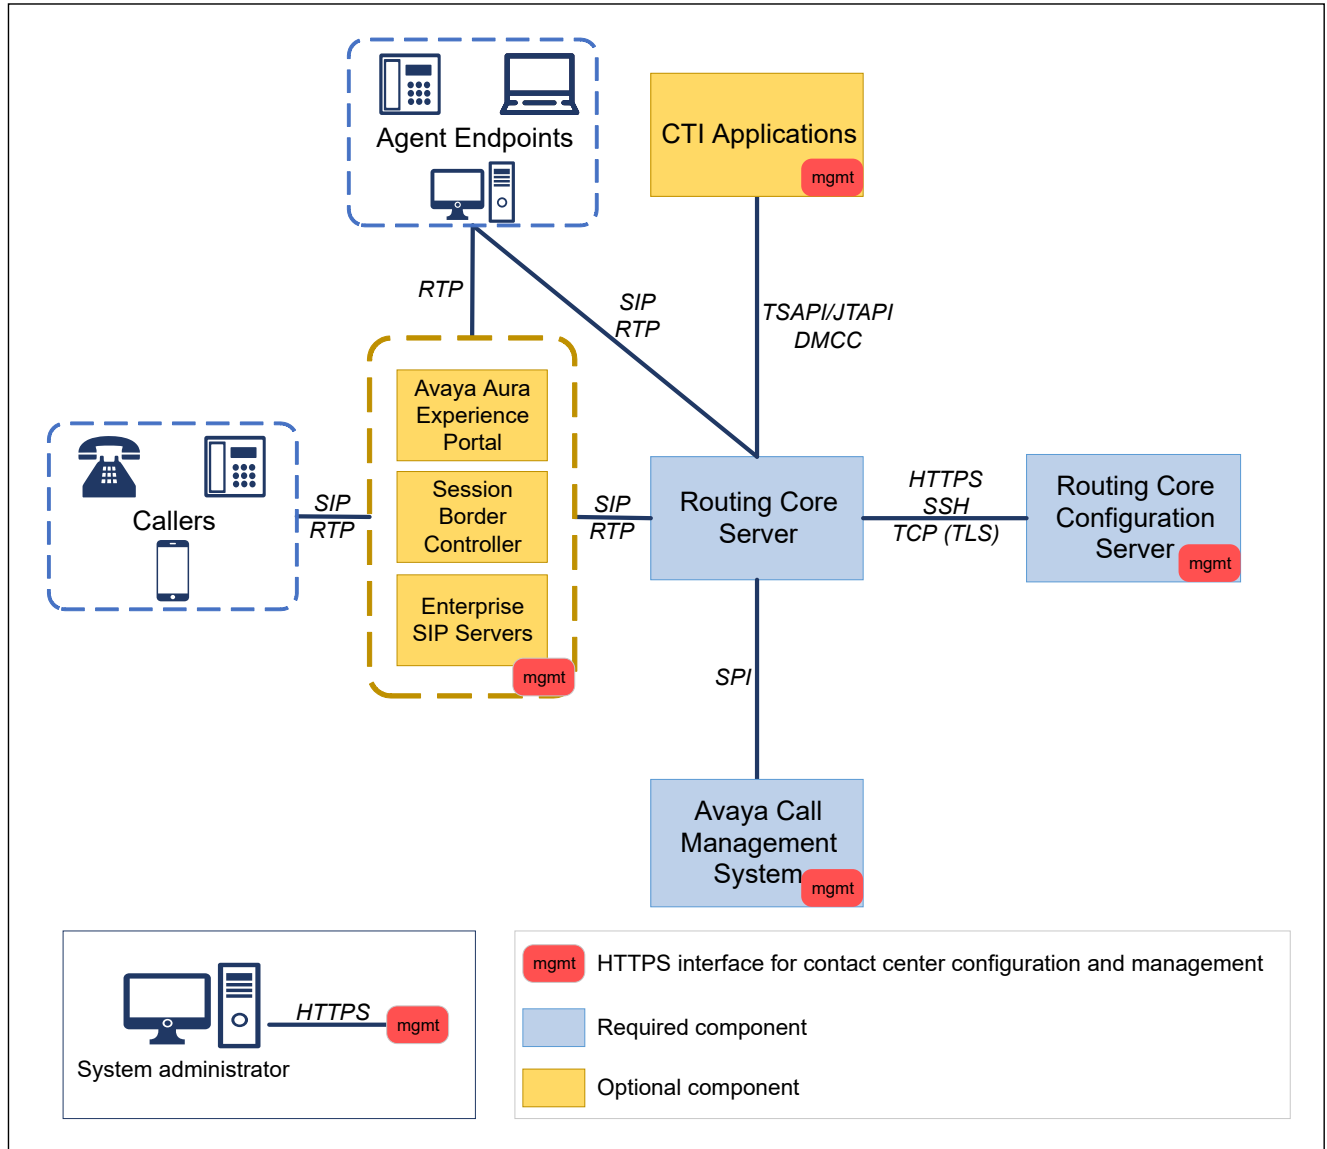 Agent Endpoints
CTI Applications
mgmt
RTP
SIP
RTP
TSAPI/JTAPI
DMCC
Avaya Aura
Experience
Portal
Session
Border
Controller
Enterprise
SIP Servers
mgmt
Callers
SIP
RTP
SIP
RTP
Routing Core
Server
HTTPS
SSH
TCP (TLS)
Routing Core
Configuration
Server
mgmt
SPI
Avaya Call
Management
System
mgmt
HTTPS
mgmt
System administrator
mgmt
HTTPS interface for contact center configuration and management
Required component
Optional component